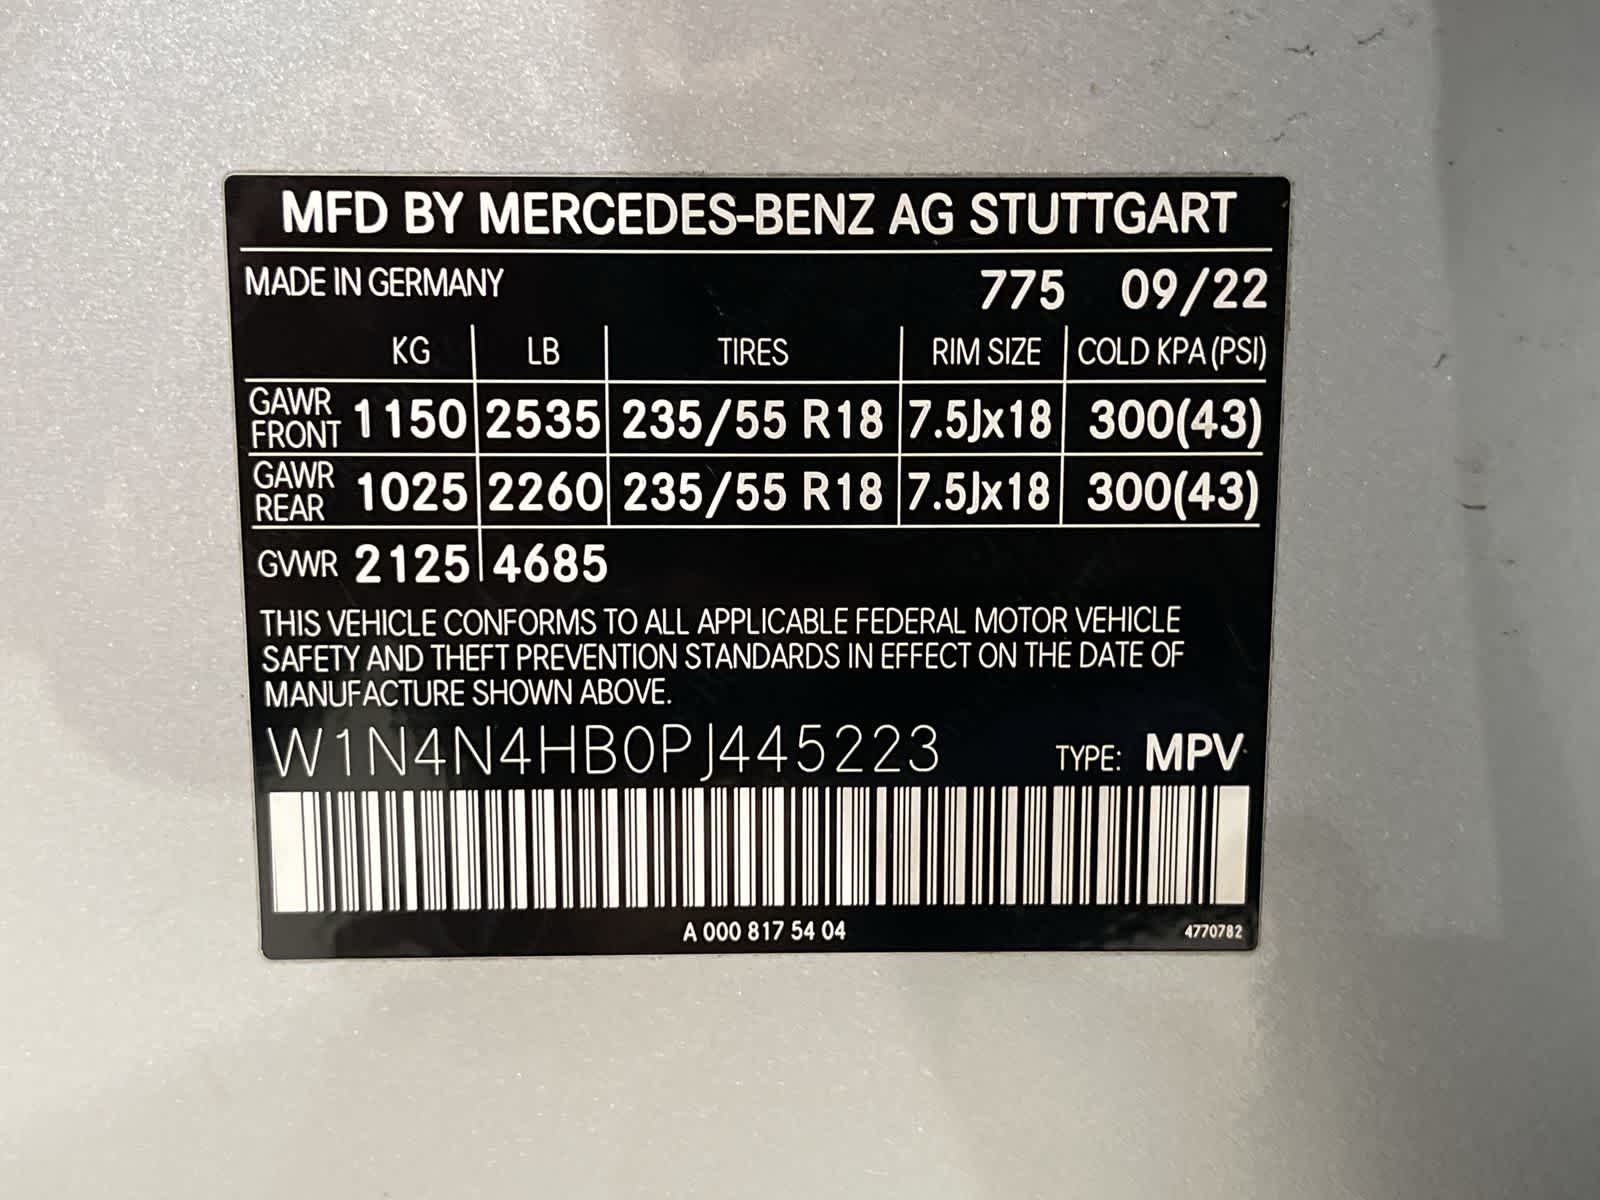 MFD BY MERCEDES-BENZ AG STUTTGART
MADE IN GERMANY 775 09/22
KG LB TIRES RIM SIZE COLD KPA (PSI)
GAWR FRONT 1150 2535 235/55 R18 7.5Jx18 300(43)
GAWR REAR 1025 2260 235/55 R18 7.5Jx18 300(43)
GVWR 2125 4685
THIS VEHICLE CONFORMS TO ALL APPLICABLE FEDERAL MOTOR VEHICLE
SAFETY AND THEFT PREVENTION STANDARDS IN EFFECT ON THE DATE OF
MANUFACTURE SHOWN ABOVE.
W1N4N4HB0PJ445223 TYPE: MPV
A 000 817 54 04 4770782